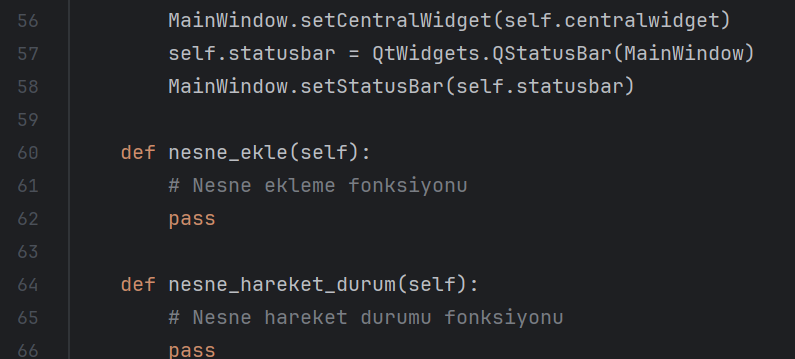 56 MainWindow.setCentralWidget(self.centralwidget)
57 self.statusbar = QtWidgets.QStatusBar(MainWindow)
58 MainWindow.setStatusBar(self.statusbar)
59
60 def nesne_ekle(self):
61 # Nesne ekleme fonksiyonu
62 pass
63
64 def nesne_hareket_durum(self):
65 # Nesne hareket durumu fonksiyonu
66 pass